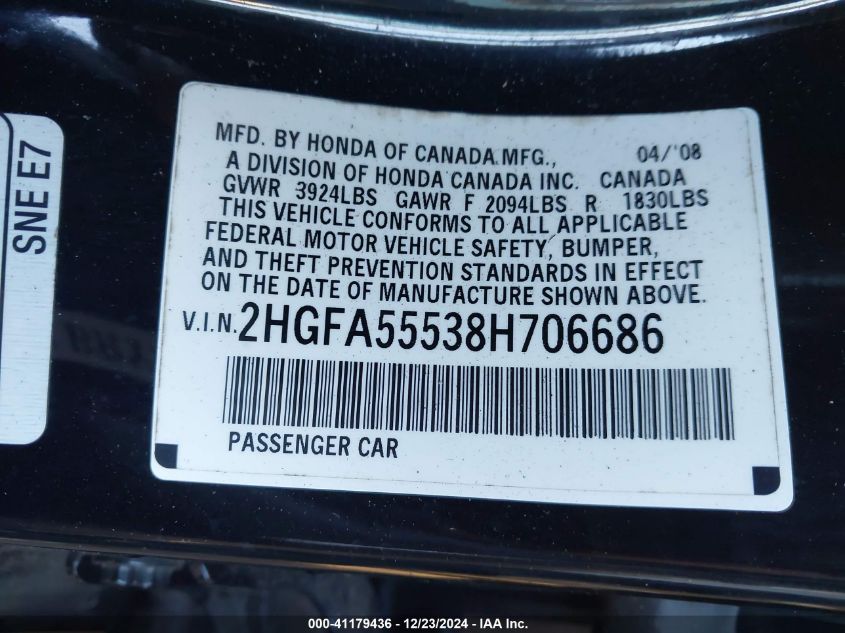 MFD. BY HONDA OF CANADA MFG., 04/'08
A DIVISION OF HONDA CANADA INC. CANADA
GVWR 3924LBS GAWR F 2094LBS R 1830LBS
THIS VEHICLE CONFORMS TO ALL APPLICABLE
FEDERAL MOTOR VEHICLE SAFETY, BUMPER,
AND THEFT PREVENTION STANDARDS IN EFFECT
ON THE DATE OF MANUFACTURE SHOWN ABOVE.
V.I.N. 2HGFA55538H706686
PASSENGER CAR
SNE E7
000-41179436 - 12/23/2024 - IAA Inc.